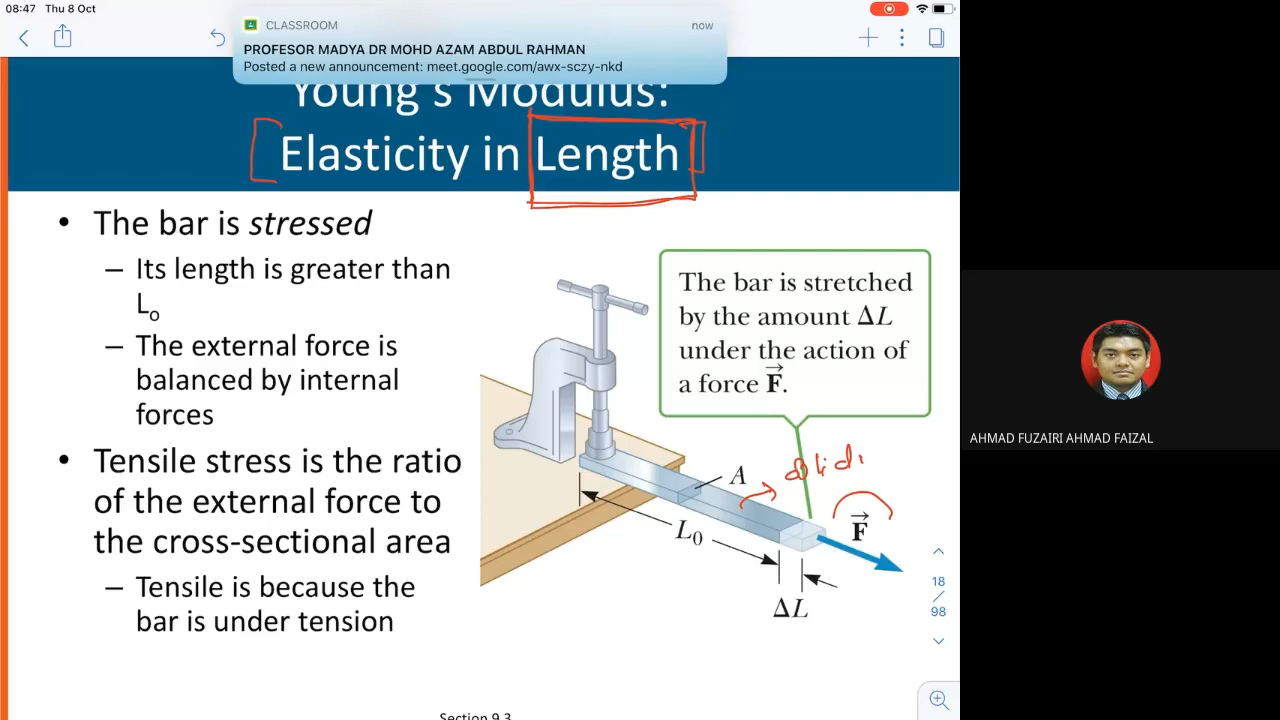 08:47 Thu 8 Oct
CLASSROOM
now
PROFESOR MADYA DR MOHD AZAM ABDUL RAHMAN
Posted a new announcement: meet.google.com/awx-sczy-nkd
Young's Modulus:
Elasticity in Length
• The bar is stressed
– Its length is greater than
Lo
– The external force is
balanced by internal
forces
• Tensile stress is the ratio
of the external force to
the cross-sectional area
– Tensile is because the
bar is under tension
The bar is stretched
by the amount ΔL
under the action of
a force F.
A
L0
F
ΔL
18
/
98
Section 9.3
AHMAD FUZAIRI AHMAD FAIZAL